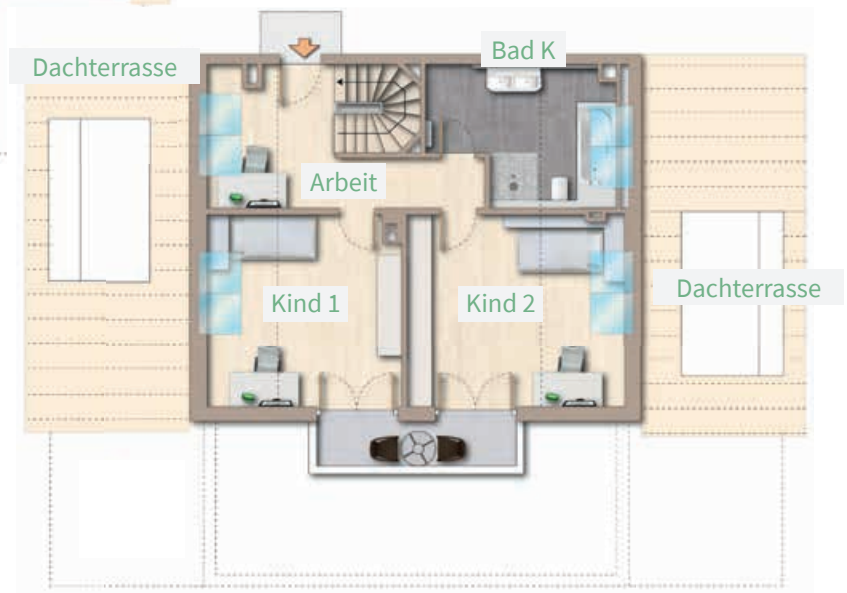 Bad K
Dachterrasse
Arbeit
Dachterrasse
Kind 1
Kind 2